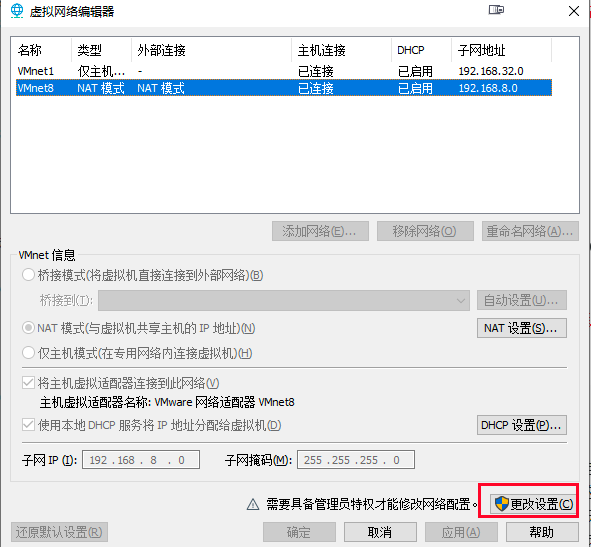 虚拟网络编辑器
名称 类型 外部连接 主机连接 DHCP 子网地址
VMnet1 仅主机... - 已连接 已启用 192.168.32.0
VMnet8 NAT 模式 NAT 模式 已连接 已启用 192.168.8.0
添加网络(E)... 移除网络(O) 重命名网络(A)...
VMnet 信息
桥接模式(将虚拟机直接连接到外部网络)(B)
桥接到(T): 自动设置(U)...
NAT 模式(与虚拟机共享主机的 IP 地址)(N) NAT 设置(S)...
仅主机模式(在专用网络内连接虚拟机)(H)
将主机虚拟适配器连接到此网络(V)
主机虚拟适配器名称: VMware 网络适配器 VMnet8
使用本地 DHCP 服务将 IP 地址分配给虚拟机(D) DHCP 设置(P)...
子网 IP (I): 192 . 168 . 8 . 0 子网掩码(M): 255 . 255 . 255 . 0
需要具备管理员特权才能修改网络配置。 更改设置(C)
还原默认设置(R) 确定 取消 应用(A) 帮助